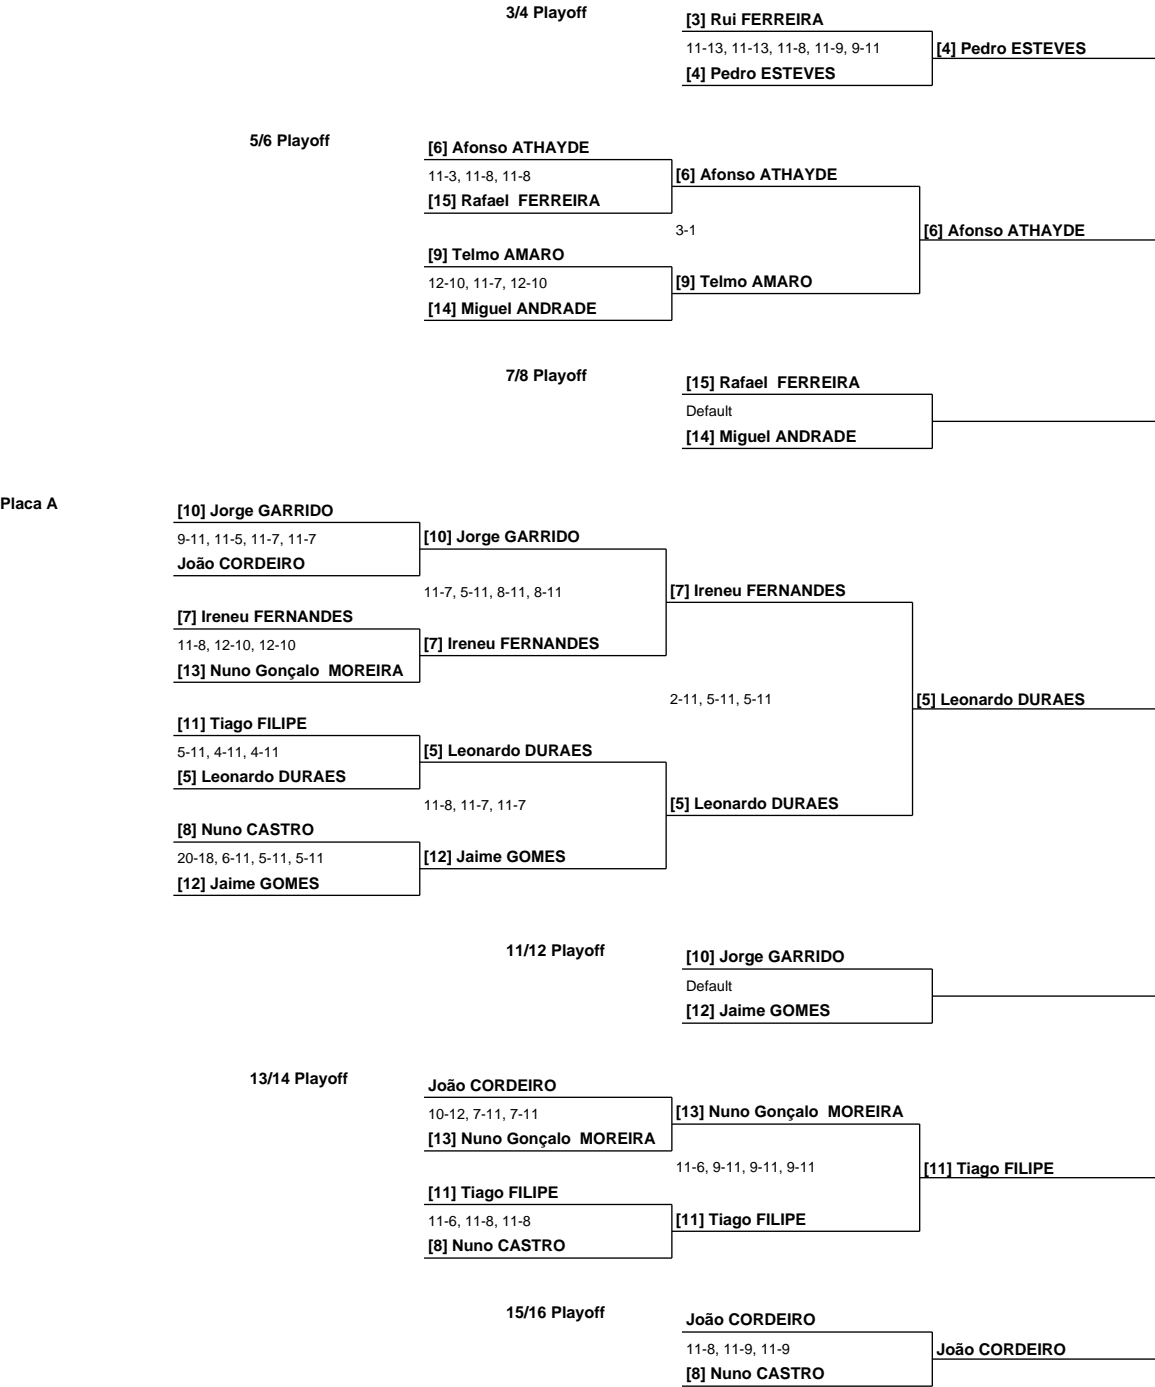 3/4 Playoff
[3] Rui FERREIRA
11-13, 11-13, 11-8, 11-9, 9-11
[4] Pedro ESTEVES
[4] Pedro ESTEVES
5/6 Playoff
[6] Afonso ATHAYDE
11-3, 11-8, 11-8
[6] Afonso ATHAYDE
[15] Rafael  FERREIRA
3-1
[6] Afonso ATHAYDE
[9] Telmo AMARO
12-10, 11-7, 12-10
[9] Telmo AMARO
[14] Miguel ANDRADE
7/8 Playoff
[15] Rafael  FERREIRA
Default
[14] Miguel ANDRADE
Placa A
[10] Jorge GARRIDO
9-11, 11-5, 11-7, 11-7
[10] Jorge GARRIDO
João CORDEIRO
11-7, 5-11, 8-11, 8-11
[7] Ireneu FERNANDES
[7] Ireneu FERNANDES
11-8, 12-10, 12-10
[7] Ireneu FERNANDES
[13] Nuno Gonçalo  MOREIRA
2-11, 5-11, 5-11
[5] Leonardo DURAES
[11] Tiago FILIPE
5-11, 4-11, 4-11
[5] Leonardo DURAES
[5] Leonardo DURAES
11-8, 11-7, 11-7
[5] Leonardo DURAES
[8] Nuno CASTRO
20-18, 6-11, 5-11, 5-11
[12] Jaime GOMES
[12] Jaime GOMES
11/12 Playoff
[10] Jorge GARRIDO
Default
[12] Jaime GOMES
13/14 Playoff
João CORDEIRO
10-12, 7-11, 7-11
[13] Nuno Gonçalo  MOREIRA
[13] Nuno Gonçalo  MOREIRA
11-6, 9-11, 9-11, 9-11
[11] Tiago FILIPE
[11] Tiago FILIPE
11-6, 11-8, 11-8
[11] Tiago FILIPE
[8] Nuno CASTRO
15/16 Playoff
João CORDEIRO
11-8, 11-9, 11-9
João CORDEIRO
[8] Nuno CASTRO